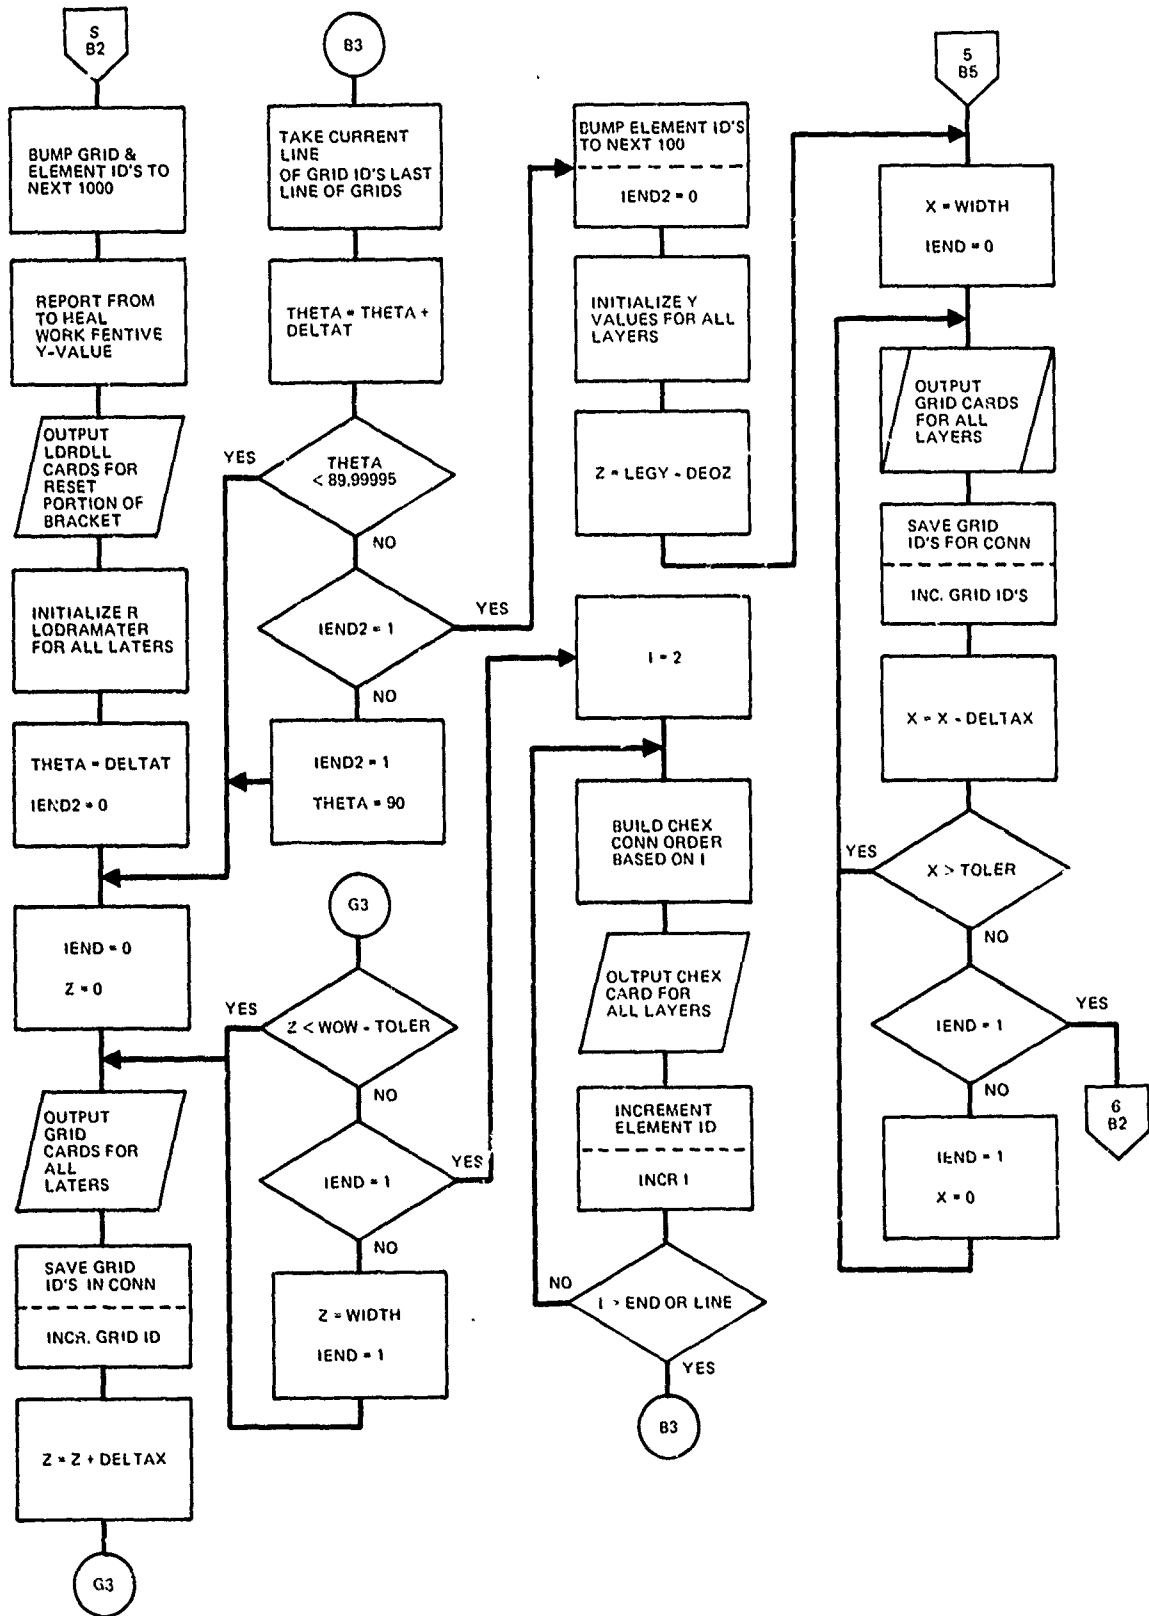 S
B2
BUMP GRID &
ELEMENT ID'S TO
NEXT 1000
REPORT FROM
TO HEAL
WORK FENTIVE
Y-VALUE
OUTPUT
LDRDLL
CARDS FOR
RESET
PORTION OF
BRACKET
INITIALIZE R
LODRAMATER
FOR ALL LATERS
THETA = DELTAT
IEND2 = 0
IEND = 0
Z = 0
OUTPUT
GRID
CARDS FOR
ALL
LATERS
SAVE GRID
ID'S IN CONN
INCR. GRID ID
Z = Z + DELTAX
G3
B3
TAKE CURRENT
LINE
OF GRID ID'S LAST
LINE OF GRIDS
THETA = THETA +
DELTAT
YES
THETA
< 89.99995
NO
IEND2 = 1
YES
NO
IEND2 = 1
THETA = 90
G3
YES
Z < WOW - TOLER
NO
IEND = 1
YES
NO
Z = WIDTH
IEND = 1
BUMP ELEMENT ID'S
TO NEXT 100
IEND2 = 0
INITIALIZE Y
VALUES FOR ALL
LAYERS
Z = LEGY - DEOZ
I = 2
BUILD CHEX
CONN ORDER
BASED ON I
OUTPUT CHEX
CARD FOR
ALL LAYERS
INCREMENT
ELEMENT ID
INCR I
NO
I > END OR LINE
YES
B3
5
B5
X = WIDTH
IEND = 0
OUTPUT
GRID CARDS
FOR ALL
LAYERS
SAVE GRID
ID'S FOR CONN
INC. GRID ID'S
X = X - DELTAX
YES
X > TOLER
NO
IEND = 1
YES
NO
6
B2
IEND = 1
X = 0